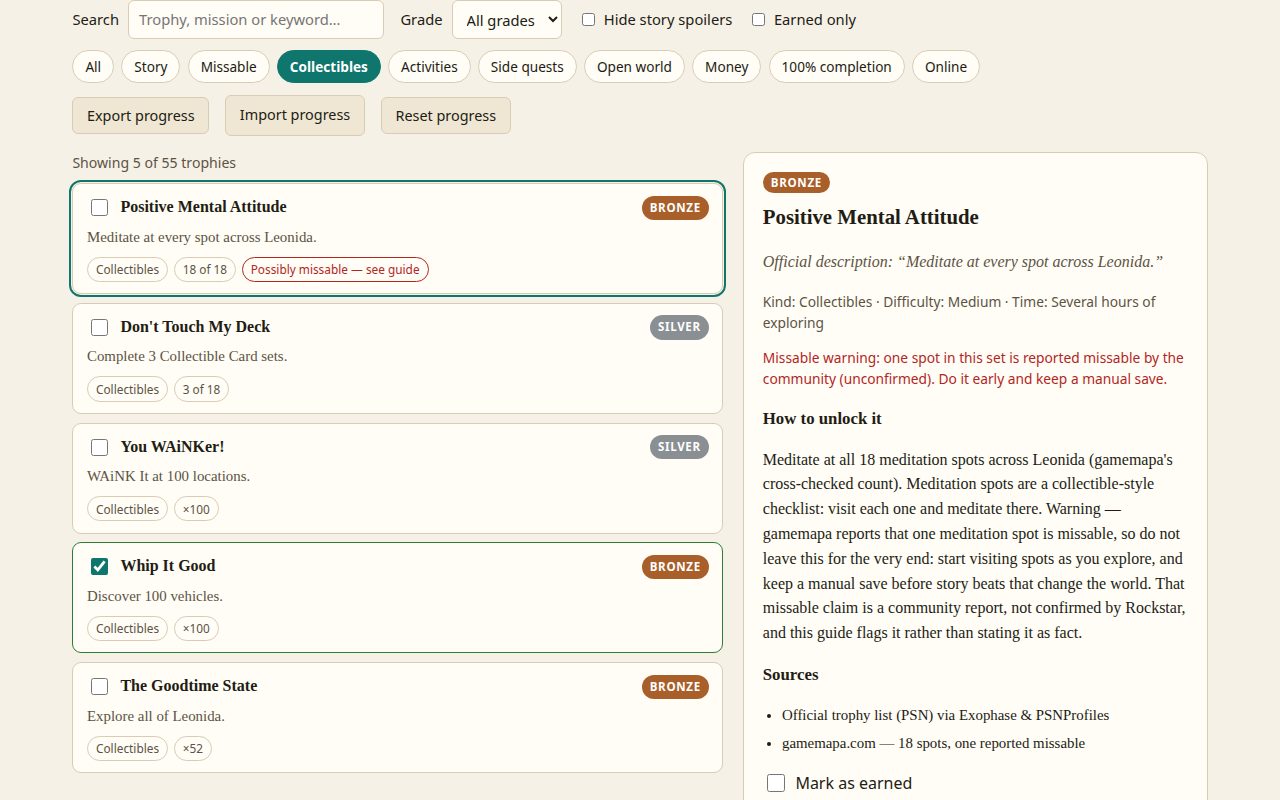 Search Trophy, mission or keyword... Grade All grades Hide story spoilers Earned only
All Story Missable Collectibles Activities Side quests Open world Money 100% completion Online
Export progress Import progress Reset progress
Showing 5 of 55 trophies
Positive Mental Attitude BRONZE
Meditate at every spot across Leonida.
Collectibles 18 of 18 Possibly missable — see guide
Don't Touch My Deck SILVER
Complete 3 Collectible Card sets.
Collectibles 3 of 18
You WAiNKer! SILVER
WAiNK It at 100 locations.
Collectibles ×100
Whip It Good BRONZE
Discover 100 vehicles.
Collectibles ×100
The Goodtime State BRONZE
Explore all of Leonida.
Collectibles ×52
BRONZE
Positive Mental Attitude
Official description: “Meditate at every spot across Leonida.”
Kind: Collectibles · Difficulty: Medium · Time: Several hours of
exploring
Missable warning: one spot in this set is reported missable by the
community (unconfirmed). Do it early and keep a manual save.
How to unlock it
Meditate at all 18 meditation spots across Leonida (gamemapa's
cross-checked count). Meditation spots are a collectible-style
checklist: visit each one and meditate there. Warning —
gamemapa reports that one meditation spot is missable, so do not
leave this for the very end: start visiting spots as you explore, and
keep a manual save before story beats that change the world. That
missable claim is a community report, not confirmed by Rockstar,
and this guide flags it rather than stating it as fact.
Sources
• Official trophy list (PSN) via Exophase & PSNProfiles
• gamemapa.com — 18 spots, one reported missable
Mark as earned